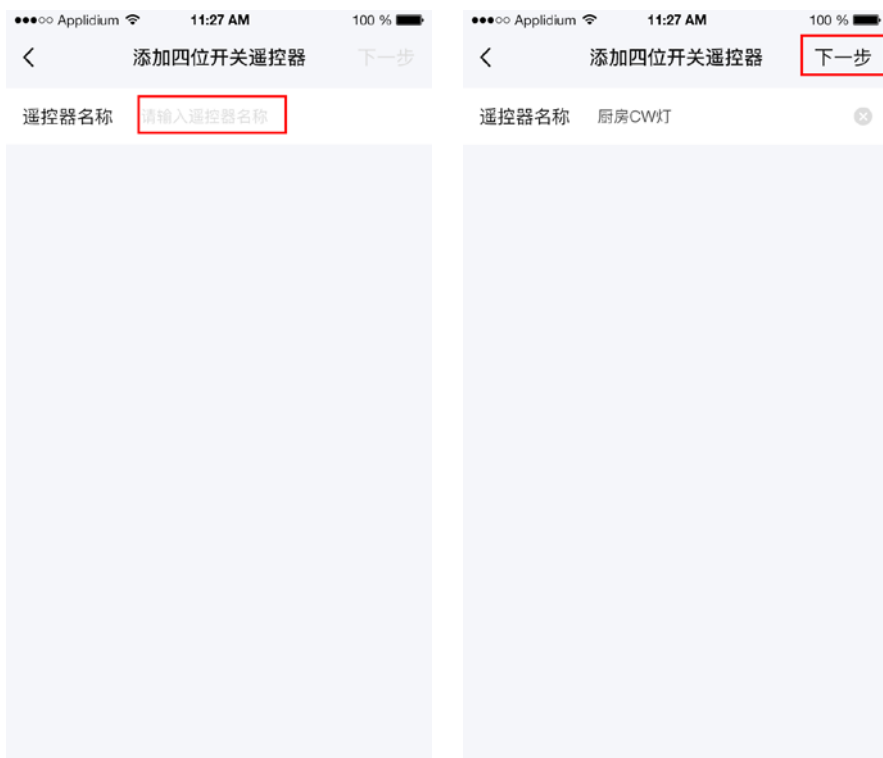 Applidium 11:27 AM 100 %
添加四位开关遥控器 下一步
遥控器名称 请输入遥控器名称
Applidium 11:27 AM 100 %
添加四位开关遥控器 下一步
遥控器名称 厨房CW灯